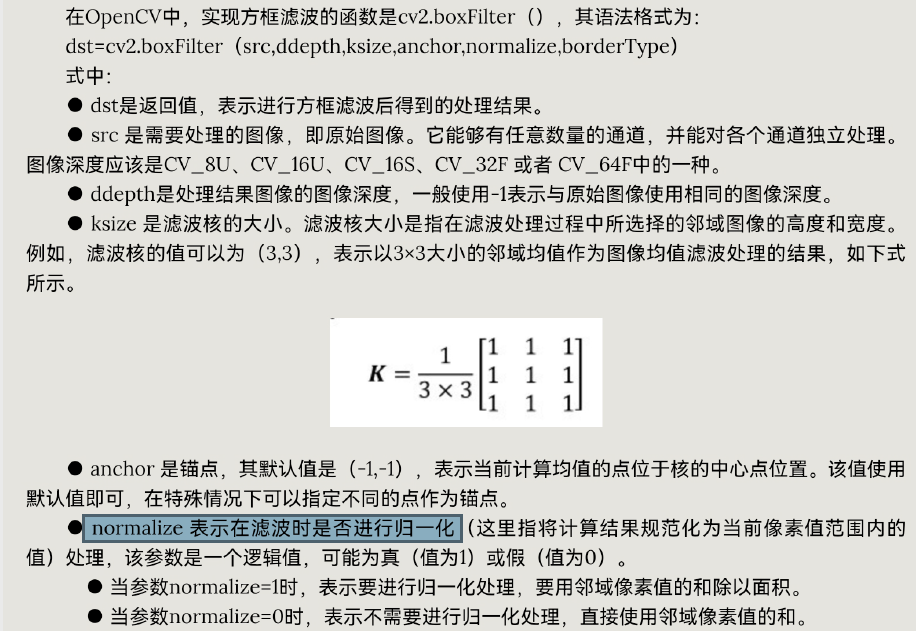 在OpenCV中，实现方框滤波的函数是cv2.boxFilter（），其语法格式为：
dst=cv2.boxFilter（src,ddepth,ksize,anchor,normalize,borderType）
式中：
● dst是返回值，表示进行方框滤波后得到的处理结果。
● src 是需要处理的图像，即原始图像。它能够有任意数量的通道，并能对各个通道独立处理。
图像深度应该是CV_8U、CV_16U、CV_16S、CV_32F 或者 CV_64F中的一种。
● ddepth是处理结果图像的图像深度，一般使用-1表示与原始图像使用相同的图像深度。
● ksize 是滤波核的大小。滤波核大小是指在滤波处理过程中所选择的邻域图像的高度和宽度。
例如，滤波核的值可以为（3,3），表示以3×3大小的邻域均值作为图像均值滤波处理的结果，如下式
所示。
1 1 1
K = 1/(3 × 3) 1 1 1
1 1 1
● anchor 是锚点，其默认值是（-1,-1），表示当前计算均值的点位于核的中心点位置。该值使用
默认值即可，在特殊情况下可以指定不同的点作为锚点。
● normalize 表示在滤波时是否进行归一化（这里指将计算结果规范化为当前像素值范围内的
值）处理，该参数是一个逻辑值，可能为真（值为1）或假（值为0）。
● 当参数normalize=1时，表示要进行归一化处理，要用邻域像素值的和除以面积。
● 当参数normalize=0时，表示不需要进行归一化处理，直接使用邻域像素值的和。